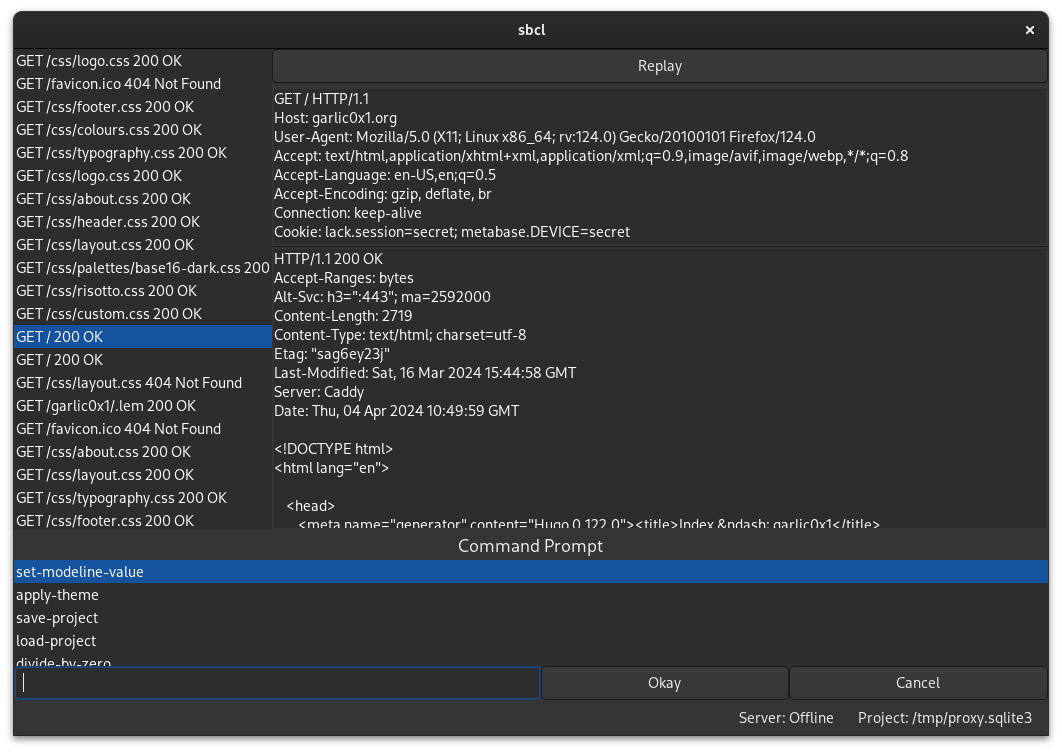 sbcl
GET /css/logo.css 200 OK
GET /favicon.ico 404 Not Found
GET /css/footer.css 200 OK
GET /css/colours.css 200 OK
GET /css/typography.css 200 OK
GET /css/logo.css 200 OK
GET /css/about.css 200 OK
GET /css/header.css 200 OK
GET /css/layout.css 200 OK
GET /css/palettes/base16-dark.css 200
GET /css/risotto.css 200 OK
GET /css/custom.css 200 OK
GET / 200 OK
GET / 200 OK
GET /css/layout.css 404 Not Found
GET /garlic0x1/.lem 200 OK
GET /favicon.ico 404 Not Found
GET /css/about.css 200 OK
GET /css/layout.css 200 OK
GET /css/typography.css 200 OK
GET /css/footer.css 200 OK
Replay
GET / HTTP/1.1
Host: garlic0x1.org
User-Agent: Mozilla/5.0 (X11; Linux x86_64; rv:124.0) Gecko/20100101 Firefox/124.0
Accept: text/html,application/xhtml+xml,application/xml;q=0.9,image/avif,image/webp,*/*;q=0.8
Accept-Language: en-US,en;q=0.5
Accept-Encoding: gzip, deflate, br
Connection: keep-alive
Cookie: lack.session=secret; metabase.DEVICE=secret
HTTP/1.1 200 OK
Accept-Ranges: bytes
Alt-Svc: h3=":443"; ma=2592000
Content-Length: 2719
Content-Type: text/html; charset=utf-8
Etag: "sag6ey23j"
Last-Modified: Sat, 16 Mar 2024 15:44:58 GMT
Server: Caddy
Date: Thu, 04 Apr 2024 10:49:59 GMT
<!DOCTYPE html>
<html lang="en">
<head>
<meta name="generator" content="Hugo 0.122.0"><title>Index &ndash; garlic0x1</title>
Command Prompt
set-modeline-value
apply-theme
save-project
load-project
divide-by-zero
Okay
Cancel
Server: Offline
Project: /tmp/proxy.sqlite3